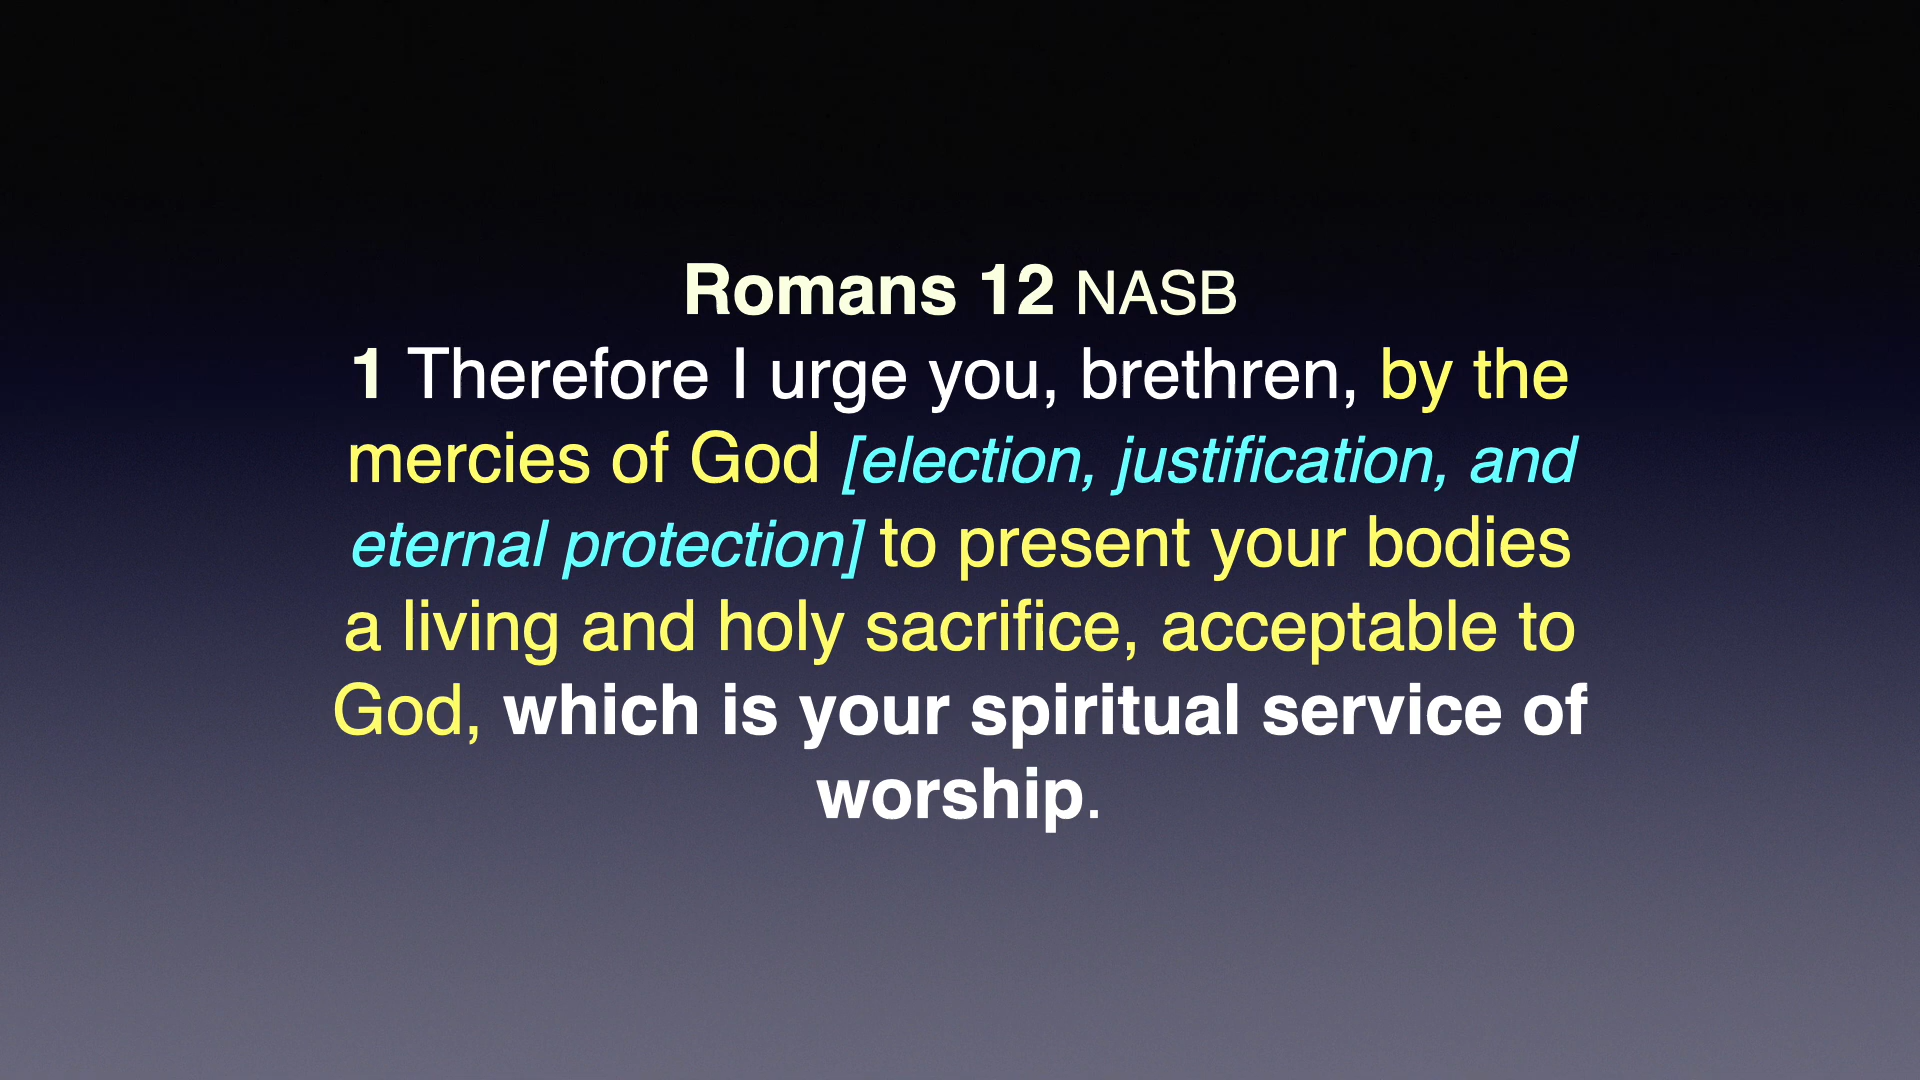 Romans 12 NASB
1 Therefore I urge you, brethren, by the
mercies of God [election, justification, and
eternal protection] to present your bodies
a living and holy sacrifice, acceptable to
God, which is your spiritual service of
worship.